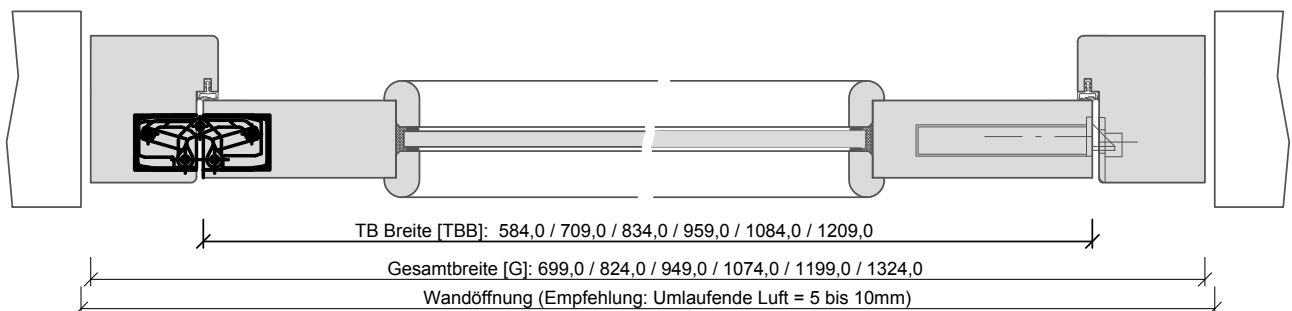 TB Breite [TBB]: 584,0 / 709,0 / 834,0 / 959,0 / 1084,0 / 1209,0
Gesamtbreite [G]: 699,0 / 824,0 / 949,0 / 1074,0 / 1199,0 / 1324,0
Wandöffnung (Empfehlung: Umlaufende Luft = 5 bis 10mm)